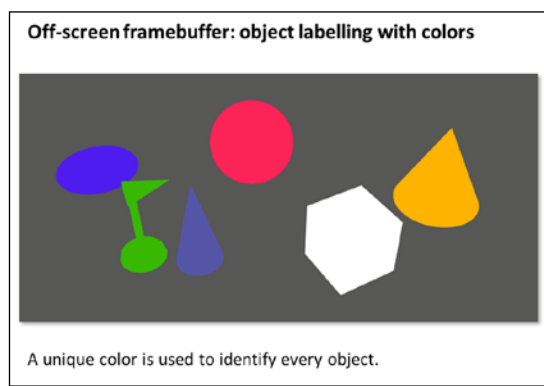 Off-screen framebuffer: object labelling with colors
A unique color is used to identify every object.